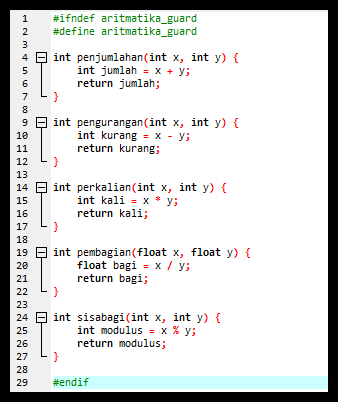 1 #ifndef aritmatika_guard
2 #define aritmatika_guard
3
4 int penjumlahan(int x, int y) {
5 int jumlah = x + y;
6 return jumlah;
7 }
8
9 int pengurangan(int x, int y) {
10 int kurang = x - y;
11 return kurang;
12 }
13
14 int perkalian(int x, int y) {
15 int kali = x * y;
16 return kali;
17 }
18
19 int pembagian(float x, float y) {
20 float bagi = x / y;
21 return bagi;
22 }
23
24 int sisabagi(int x, int y) {
25 int modulus = x % y;
26 return modulus;
27 }
28
29 #endif